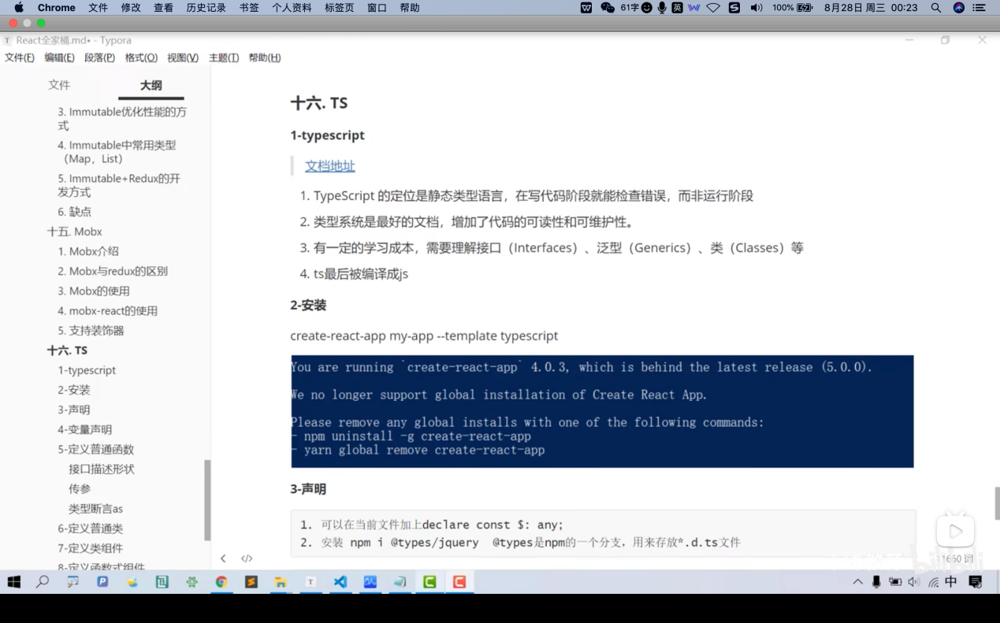 Chrome 文件 修改 查看 历史记录 书签 个人资料 标签页 窗口 帮助 61字 英 100% 8月28日 周三 00:23
React全家桶.md• - Typora
文件(F) 编辑(E) 段落(P) 格式(O) 视图(V) 主题(T) 帮助(H)
文件 大纲
3. Immutable优化性能的方
式
4. Immutable中常用类型
（Map，List）
5. Immutable+Redux的开
发方式
6. 缺点
十五. Mobx
1. Mobx介绍
2. Mobx与redux的区别
3. Mobx的使用
4. mobx-react的使用
5. 支持装饰器
十六. TS
1-typescript
2-安装
3-声明
4-变量声明
5-定义普通函数
接口描述形状
传参
类型断言as
6-定义普通类
7-定义类组件
8-定义函数式组件
十六. TS
1-typescript
文档地址
1. TypeScript 的定位是静态类型语言，在写代码阶段就能检查错误，而非运行阶段
2. 类型系统是最好的文档，增加了代码的可读性和可维护性。
3. 有一定的学习成本，需要理解接口（Interfaces）、泛型（Generics）、类（Classes）等
4. ts最后被编译成js
2-安装
create-react-app my-app --template typescript
You are running `create-react-app` 4.0.3, which is behind the latest release (5.0.0).
We no longer support global installation of Create React App.
Please remove any global installs with one of the following commands:
- npm uninstall -g create-react-app
- yarn global remove create-react-app
3-声明
1. 可以在当前文件加上declare const $: any;
2. 安装 npm i @types/jquery @types是npm的一个分支，用来存放*.d.ts文件
</>
1660 词
bilibili
中